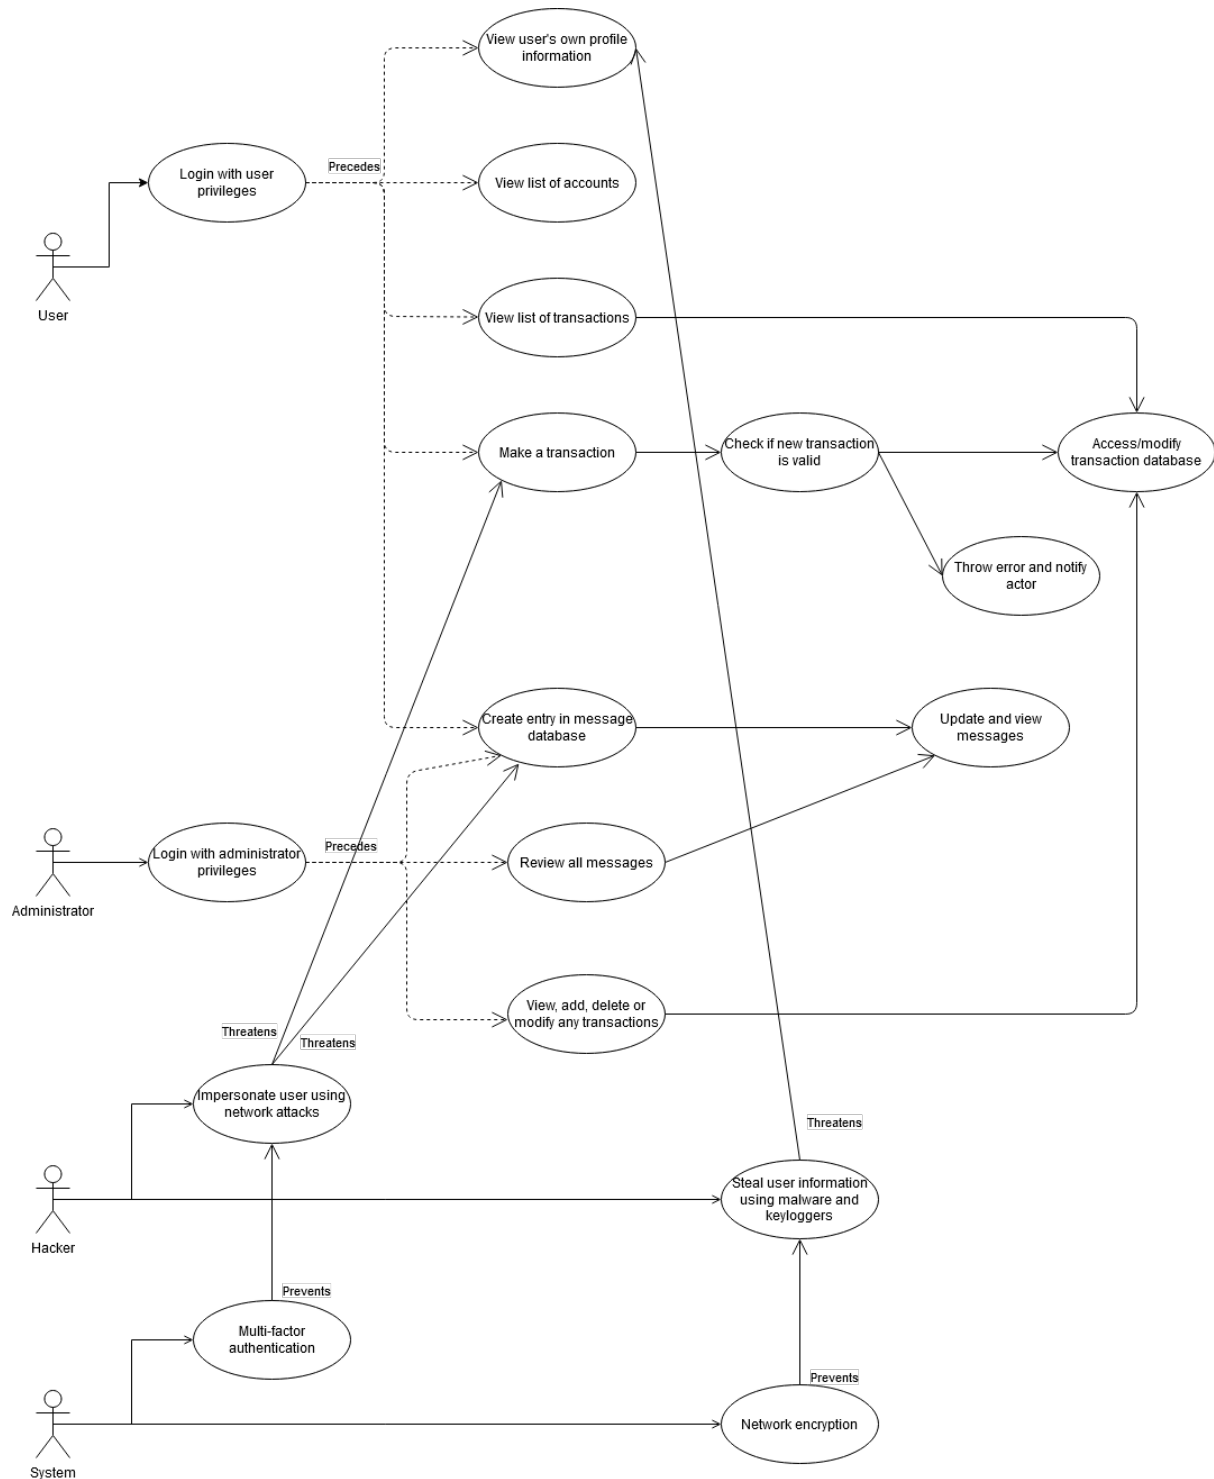 View user's own profile
information
Precedes
Login with user
privileges
View list of accounts
User
View list of transactions
Make a transaction
Check if new transaction
is valid
Access/modify
transaction database
Throw error and notify
actor
Create entry in message
database
Update and view
messages
Precedes
Login with administrator
privileges
Review all messages
Administrator
View, add, delete or
modify any transactions
Threatens
Threatens
Impersonate user using
network attacks
Threatens
Steal user information
using malware and
keyloggers
Hacker
Prevents
Multi-factor
authentication
Prevents
Network encryption
System